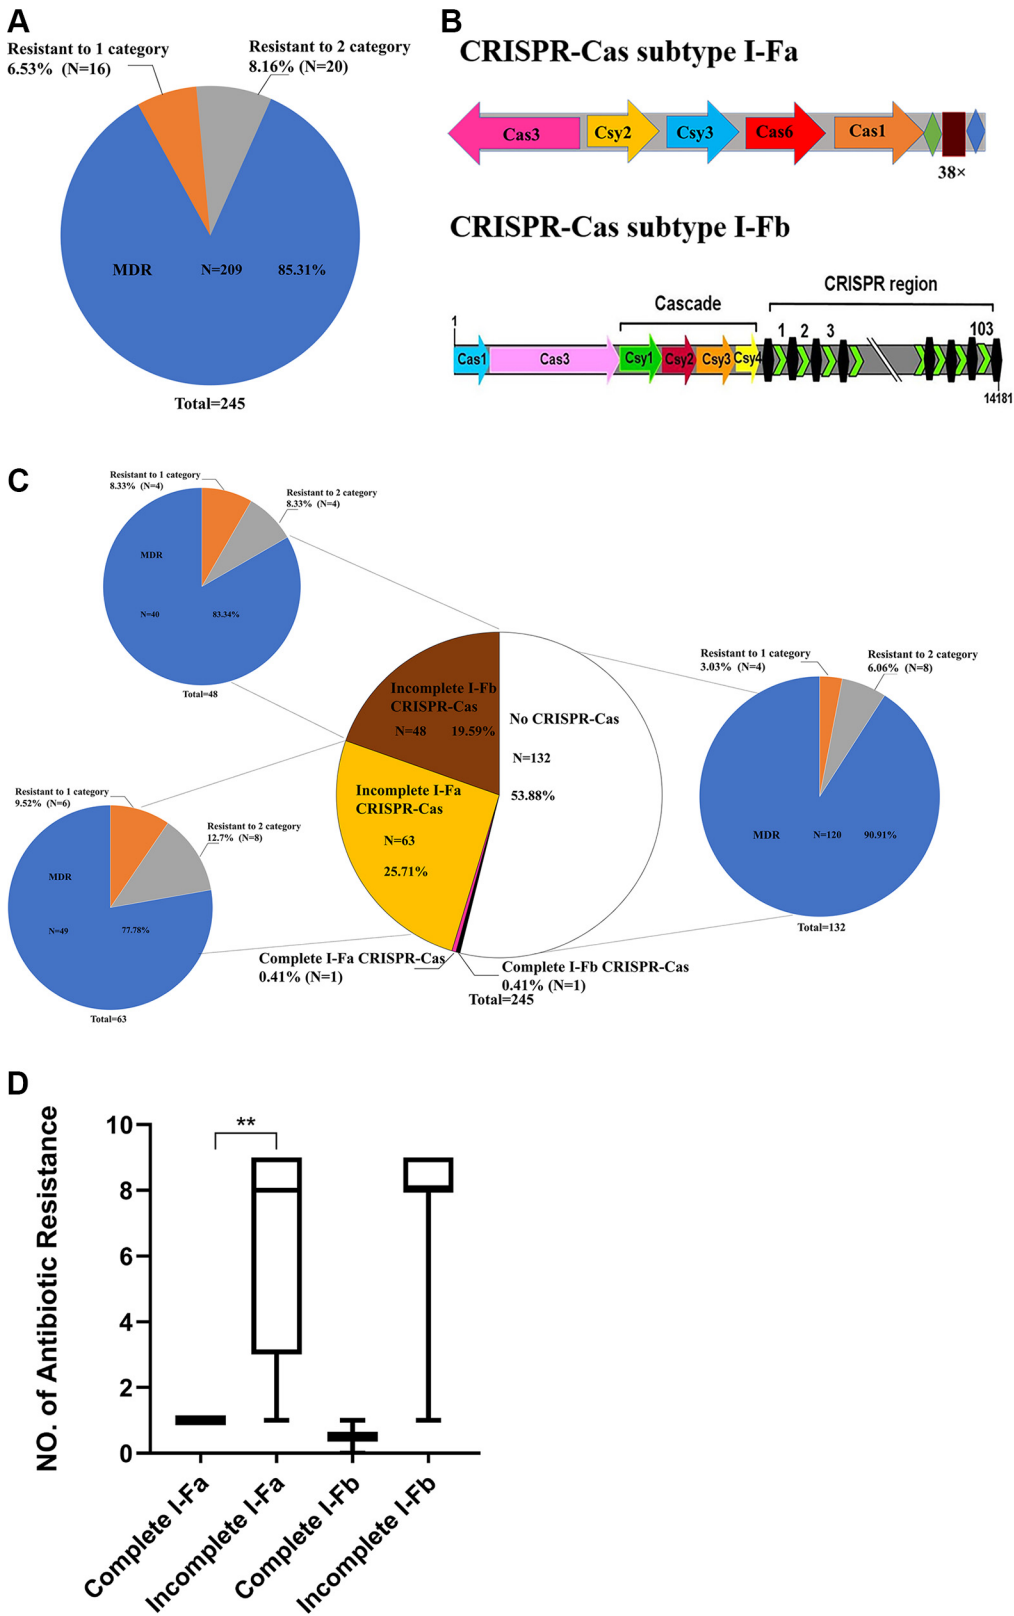 A
Resistant to 1 category
6.53% (N=16)
Resistant to 2 category
8.16% (N=20)
MDR N=209 85.31%
Total=245
B
CRISPR-Cas subtype I-Fa
Cas3 Csy2 Csy3 Cas6 Cas1
38×
CRISPR-Cas subtype I-Fb
CRISPR region
Cascade
1
1 2 3 103
Cas1 Cas3 Csy1 Csy2 Csy3 Csy4
14181
C
Resistant to 1 category
8.33% (N=4)
Resistant to 2 category
8.33% (N=4)
MDR
N=40 83.34%
Total=48
Incomplete I-Fb
CRISPR-Cas
N=48 19.59%
No CRISPR-Cas
N=132
53.88%
Resistant to 1 category
3.03% (N=4)
Resistant to 2 category
6.06% (N=8)
MDR N=120 90.91%
Total=132
Incomplete I-Fa
CRISPR-Cas
N=63
25.71%
Resistant to 1 category
9.52% (N=6)
Resistant to 2 category
12.7% (N=8)
MDR
N=49 77.78%
Total=63
Complete I-Fa CRISPR-Cas
0.41% (N=1)
Complete I-Fb CRISPR-Cas
0.41% (N=1)
Total=245
D
NO. of Antibiotic Resistance
10
8
6
4
2
0
**
Complete I-Fa
Incomplete I-Fa
Complete I-Fb
Incomplete I-Fb